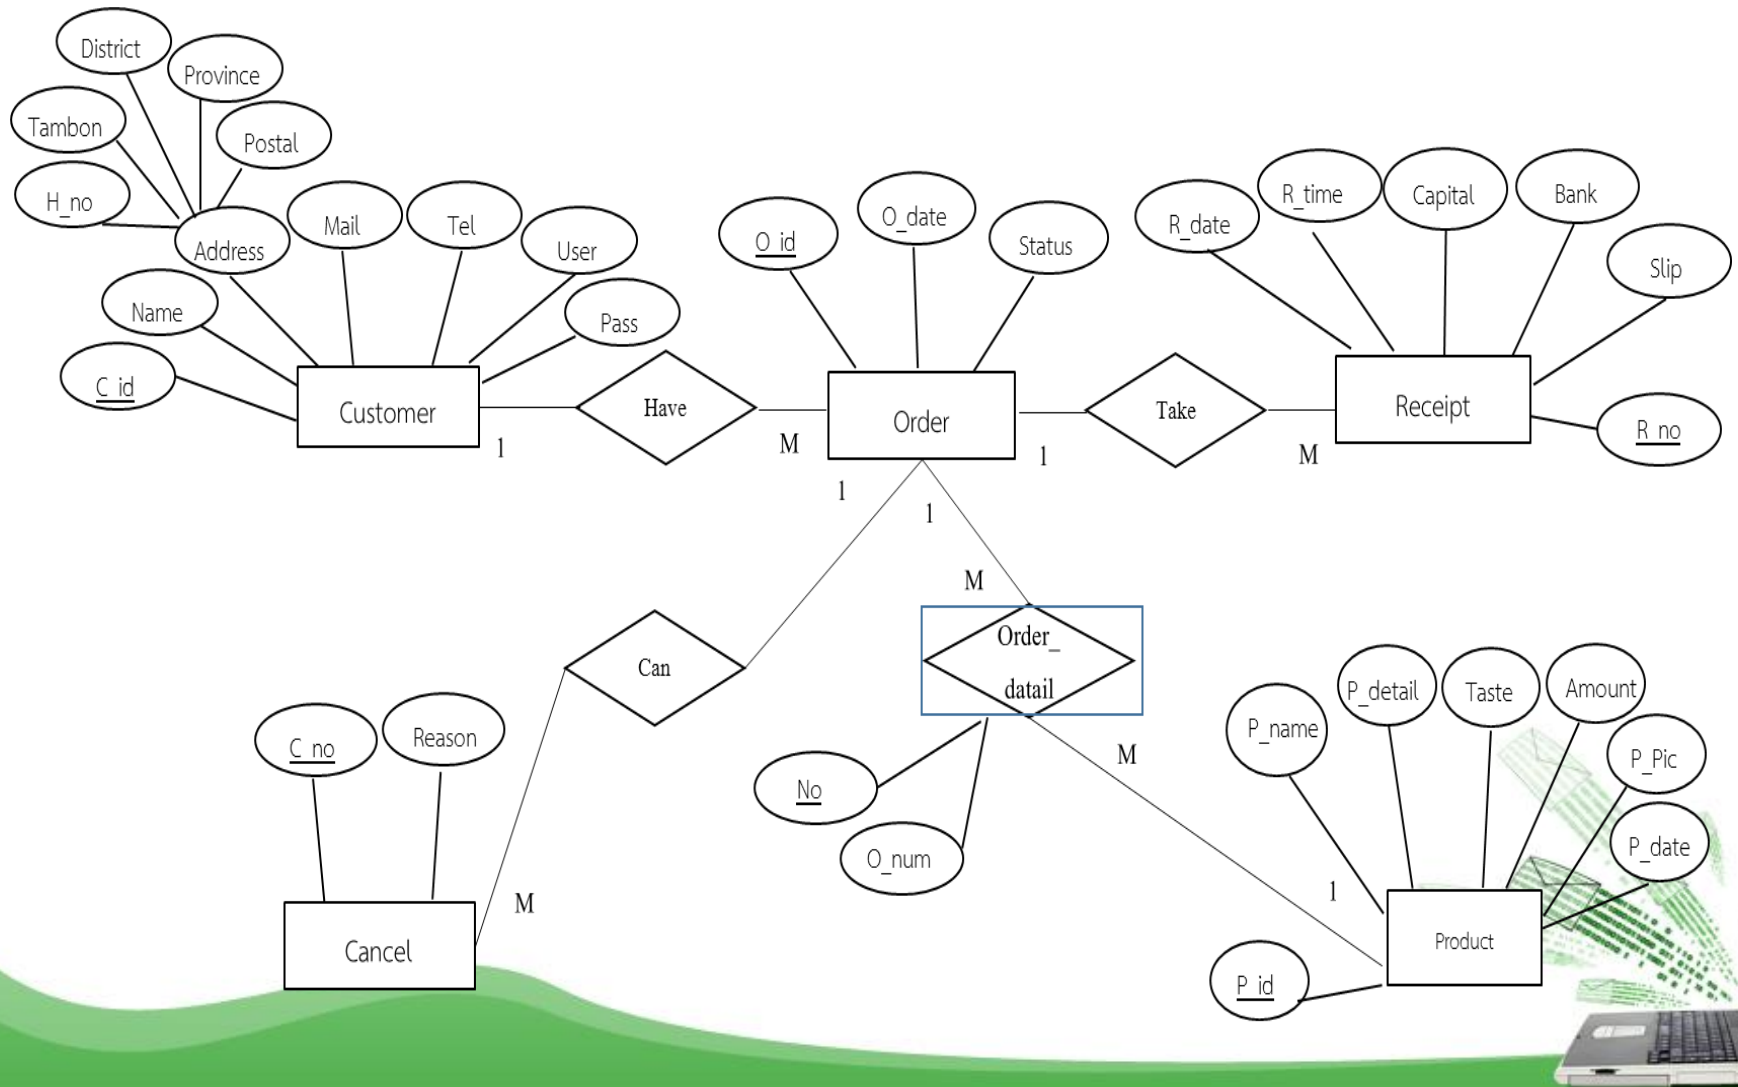 District
Province
Tambon
Postal
H_no
Address
Mail
Tel
User
Name
Pass
C_id
Customer
1
Have
M
O_id
O_date
Status
Order
1
Take
M
R_date
R_time
Capital
Bank
Slip
Receipt
R_no
1
1
M
Can
Order_
datail
M
No
O_num
C_no
Reason
M
Cancel
P_name
P_detail
Taste
Amount
P_Pic
P_date
1
Product
P_id